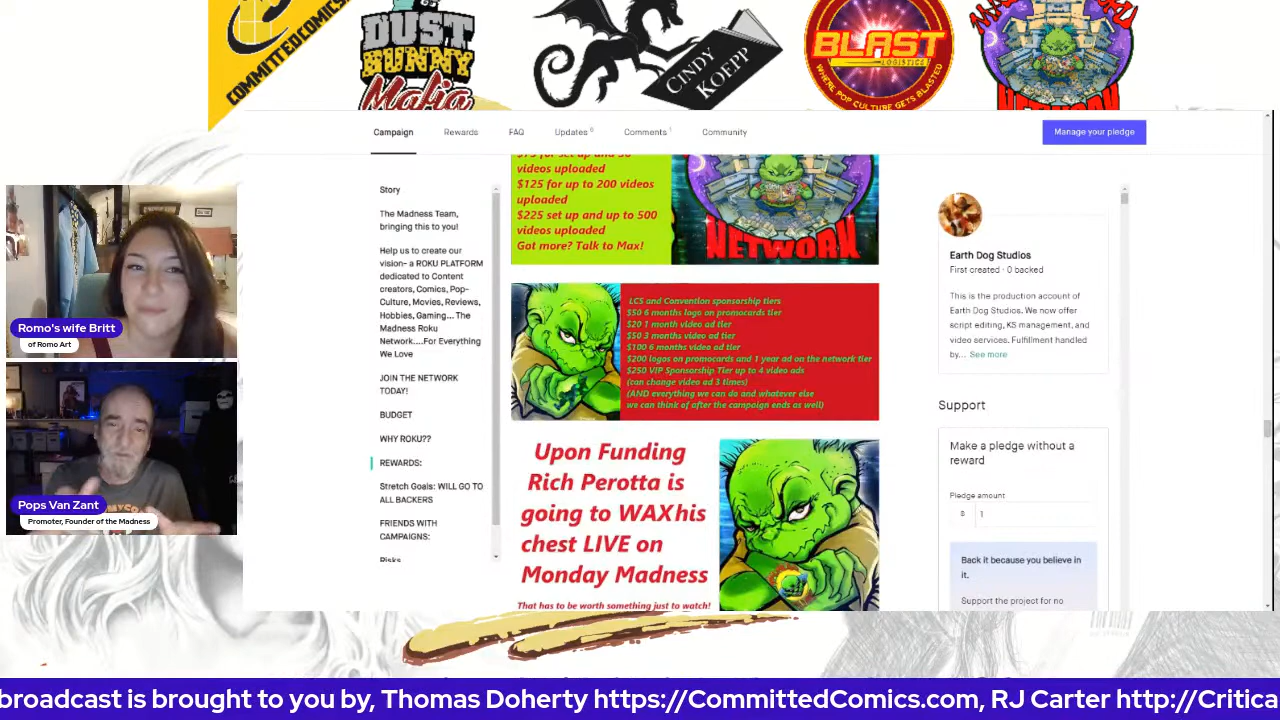 COMMITTEDCOMICS.COM
DUST
BUNNY
Mafia
CINDY
KOEPP
BLAST
LOGISTICS
WHERE POP CULTURE GETS BLASTED
NETWORK
Campaign
Rewards
FAQ
Updates 6
Comments 1
Community
Manage your pledge
Story
The Madness Team,
bringing this to you!
Help us to create our
vision- a ROKU PLATFORM
dedicated to Content
creators, Comics, Pop-
Culture, Movies, Reviews,
Hobbies, Gaming... The
Madness Roku
Network....For Everything
We Love
JOIN THE NETWORK
TODAY!
BUDGET
WHY ROKU??
REWARDS:
Stretch Goals: WILL GO TO
ALL BACKERS
FRIENDS WITH
CAMPAIGNS:
Risks
$75 for set up and 50
videos uploaded
$125 for up to 200 videos
uploaded
$225 set up and up to 500
videos uploaded
Got more? Talk to Max!
NETWORK
LCS and Convention sponsorship tiers
$50 6 months logo on promocards tier
$20 1 month video ad tier
$50 3 months video ad tier
$100 6 months video ad tier
$200 logos on promocards and 1 year ad on the network tier
$250 VIP Sponsorship Tier up to 4 video ads
(can change video ad 3 times)
(AND everything we can do and whatever else
we can think of after the campaign ends as well)
Upon Funding
Rich Perotta is
going to WAX his
chest LIVE on
Monday Madness
That has to be worth something just to watch!
Earth Dog Studios
First created · 0 backed
This is the production account of
Earth Dog Studios. We now offer
script editing, KS management, and
video services. Fulfillment handled
by... See more
Support
Make a pledge without a
reward
Pledge amount
1
Back it because you believe in
it.
Support the project for no
Romo's wife Britt
of Romo Art
Pops Van Zant
Promoter, Founder of the Madness
broadcast is brought to you by, Thomas Doherty https://CommittedComics.com, RJ Carter http://Critica